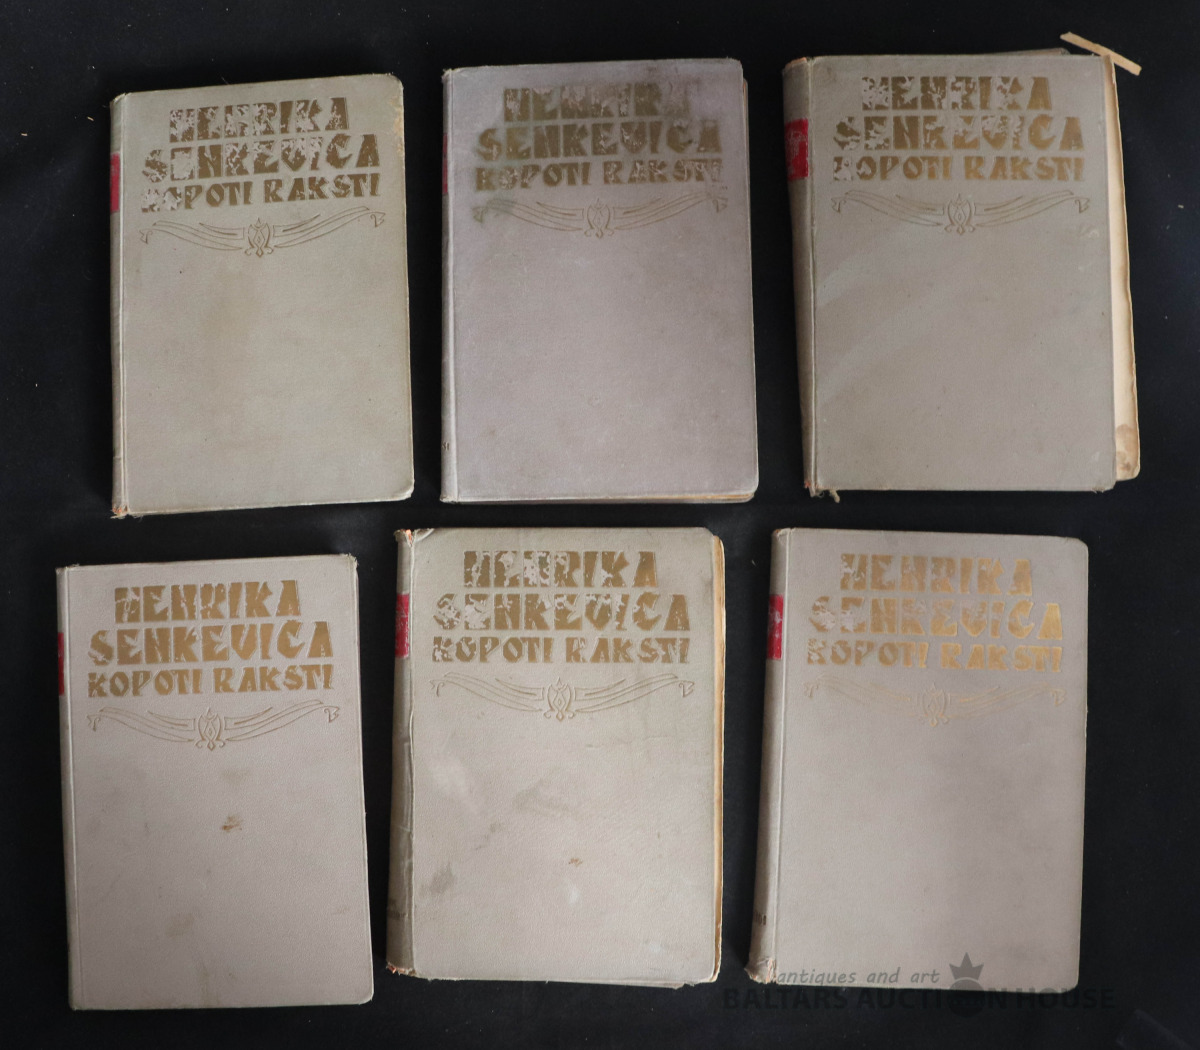 HENRIKA
SENKEVIČA
KOPOTI RAKSTI
HENRIKA
SENKEVIČA
KOPOTI RAKSTI
HENRIKA
SENKEVIČA
KOPOTI RAKSTI
HENRIKA
SENKEVIČA
KOPOTI RAKSTI
HENRIKA
SENKEVIČA
KOPOTI RAKSTI
HENRIKA
SENKEVIČA
KOPOTI RAKSTI
antiques and art
BALTARS AUCTION HOUSE